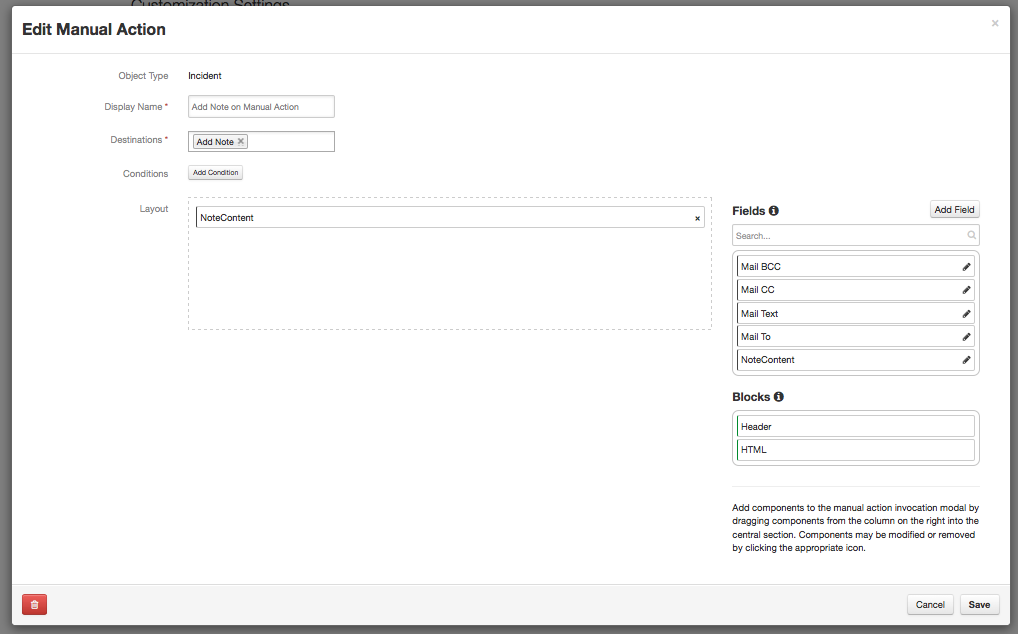 Customization Settings
Edit Manual Action
×
Object Type Incident
Display Name * Add Note on Manual Action
Destinations * Add Note ×
Conditions Add Condition
Layout
NoteContent ×
Fields Add Field
Search...
Mail BCC
Mail CC
Mail Text
Mail To
NoteContent
Blocks
Header
HTML
Add components to the manual action invocation modal by
dragging components from the column on the right into the
central section. Components may be modified or removed
by clicking the appropriate icon.
Cancel Save